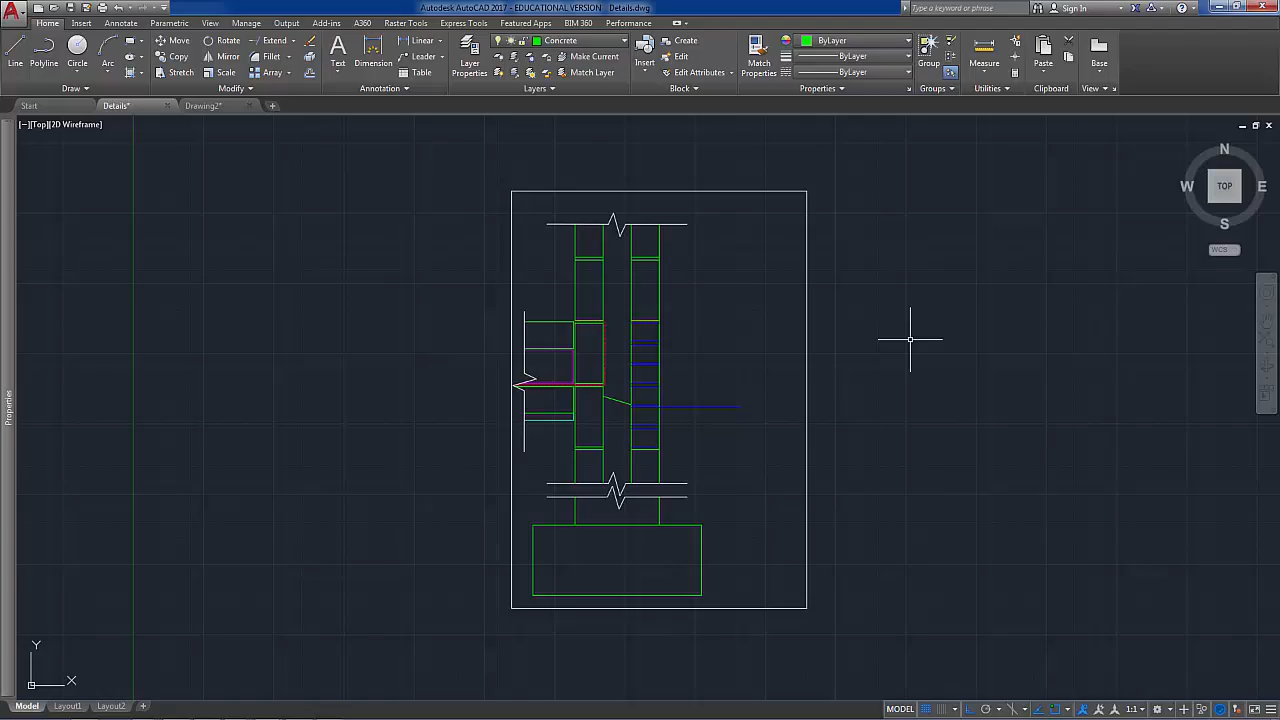 Autodesk AutoCAD 2017 - EDUCATIONAL VERSION Details.dwg
Type a keyword or phrase
Sign In
Home Insert Annotate Parametric View Manage Output Add-ins A360 Raster Tools Express Tools Featured Apps BIM 360 Performance
Line Polyline Circle Arc
Move Rotate Extend
Copy Mirror Fillet
Stretch Scale Array
Text Dimension
Linear
Leader
Table
Layer Properties
Concrete
Make Current
Match Layer
Insert
Create
Edit
Edit Attributes
Match Properties
ByLayer
ByLayer
ByLayer
Group
Measure
Paste
Base
Draw Modify Annotation Layers Block Properties Groups Utilities Clipboard View
Start Details* Drawing2*
[−][Top][2D Wireframe]
N
W TOP E
S
WCS
Properties
Y
X
Model Layout1 Layout2
MODEL 1:1